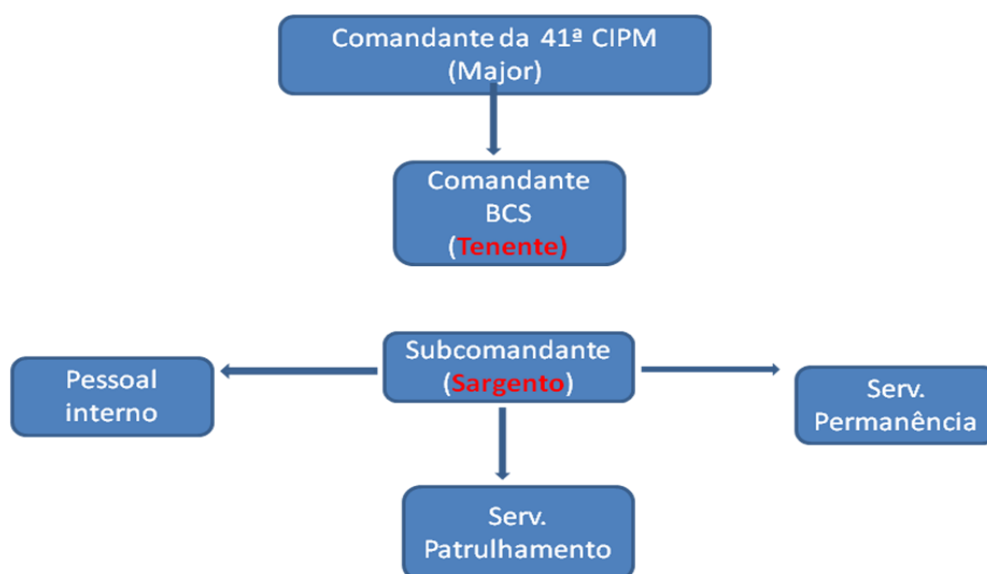 Comandante da 41ª CIPM
(Major)
Comandante
BCS
(Tenente)
Subcomandante
(Sargento)
Pessoal
interno
Serv.
Permanência
Serv.
Patrulhamento